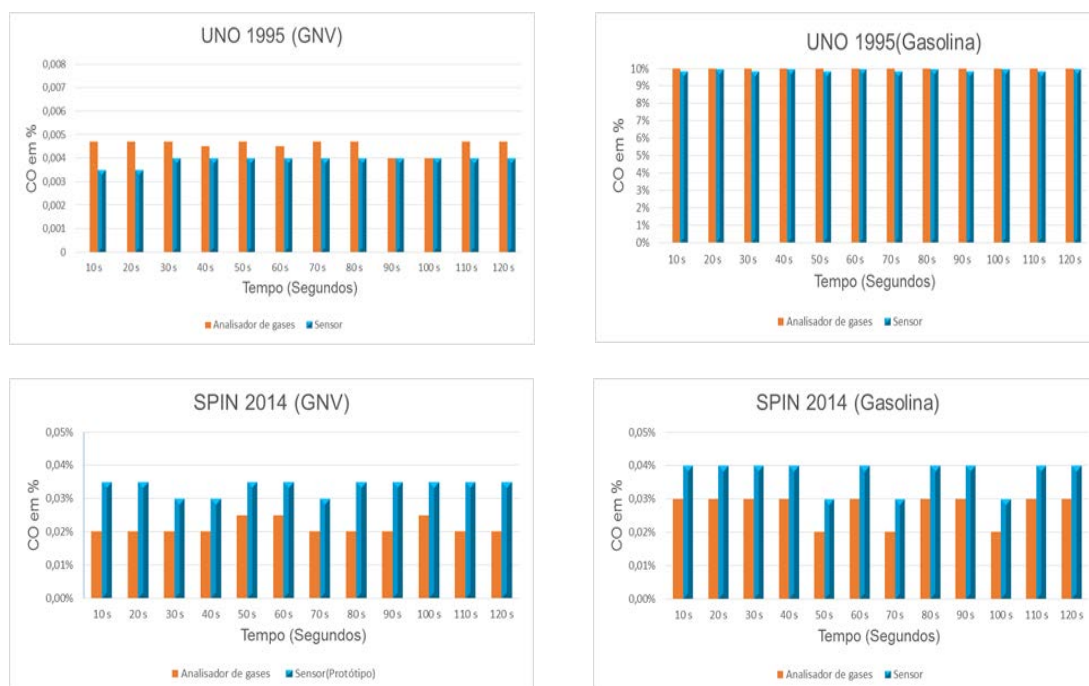 UNO 1995 (GNV)
0,008
0,007
0,006
0,005
0,004
0,003
0,002
0,001
0
CO em %
10 s 20 s 30 s 40 s 50 s 60 s 70 s 80 s 90 s 100 s 110 s 120 s
Tempo (Segundos)
Analisador de gases Sensor
UNO 1995(Gasolina)
10%
9%
8%
7%
6%
5%
4%
3%
2%
1%
0%
CO em %
10 s 20 s 30 s 40 s 50 s 60 s 70 s 80 s 90 s 100 s 110 s 120 s
Tempo (Segundos)
Analisador de gases Sensor
SPIN 2014 (GNV)
0,05%
0,04%
0,03%
0,02%
0,01%
0,00%
CO em %
10 s 20 s 30 s 40 s 50 s 60 s 70 s 80 s 90 s 100 s 110 s 120 s
Tempo (Segundos)
Analisador de gases Sensor(Protótipo)
SPIN 2014 (Gasolina)
0,05%
0,04%
0,03%
0,02%
0,01%
0,00%
CO em %
10 s 20 s 30 s 40 s 50 s 60 s 70 s 80 s 90 s 100 s 110 s 120 s
Tempo (Segundos)
Analisador de gases Sensor